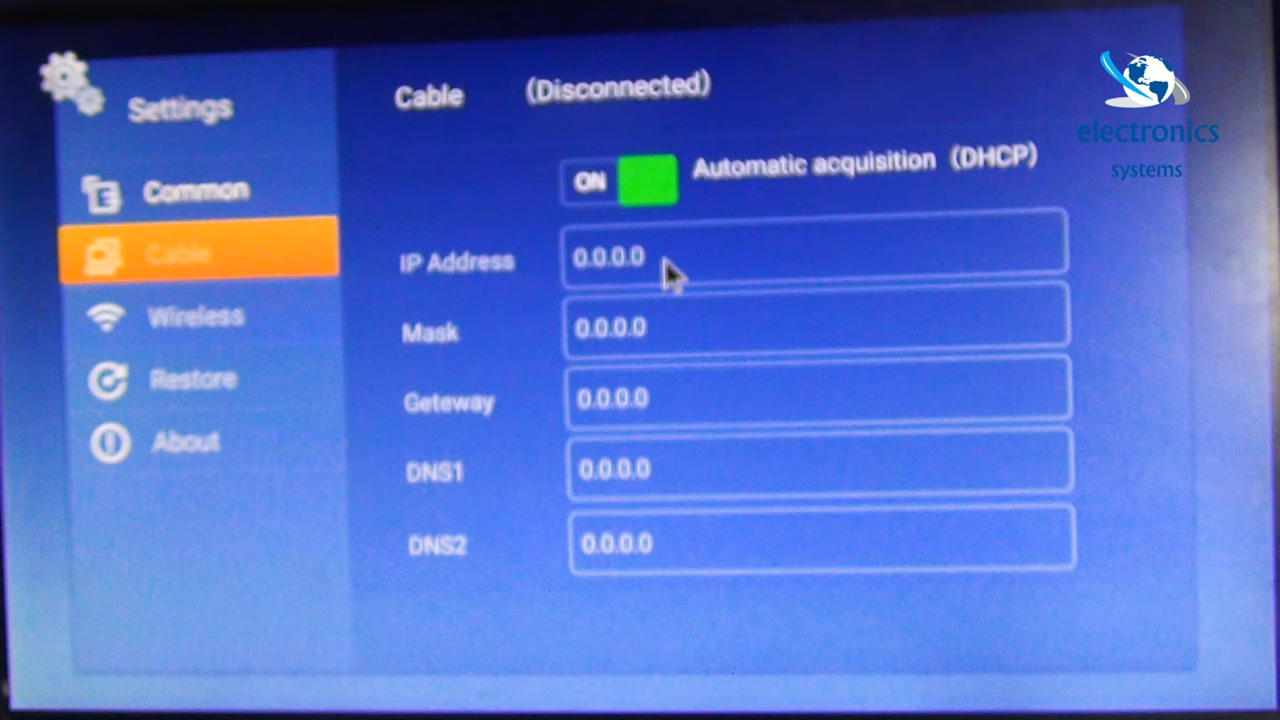 Settings
Common
Cable
Wireless
Restore
About
Cable (Disconnected)
ON Automatic acquisition (DHCP)
IP Address 0.0.0.0
Mask 0.0.0.0
Geteway 0.0.0.0
DNS1 0.0.0.0
DNS2 0.0.0.0
electronics
systems